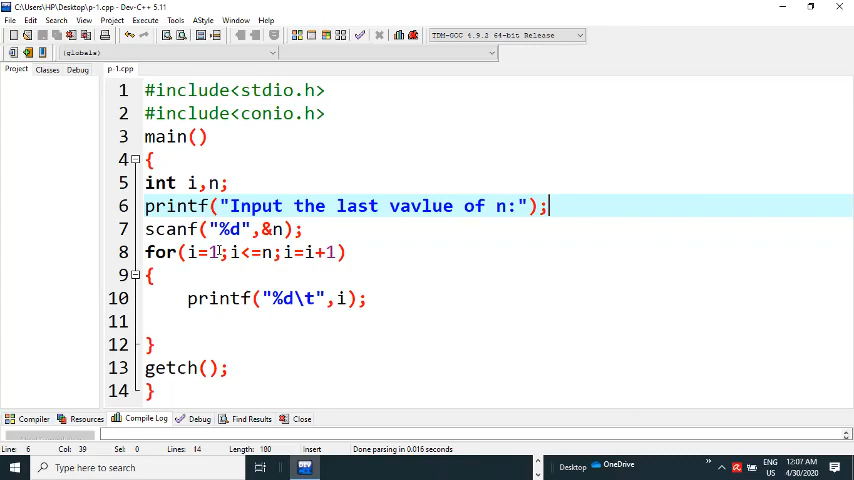 C:\Users\HP\Desktop\p-1.cpp - Dev-C++ 5.11
File Edit Search View Project Execute Tools AStyle Window Help
TDM-GCC 4.9.2 64-bit Release
(globals)
Project Classes Debug p-1.cpp
1 #include<stdio.h>
2 #include<conio.h>
3 main()
4 {
5 int i,n;
6 printf("Input the last vavlue of n:");
7 scanf("%d",&n);
8 for(i=1;i<=n;i=i+1)
9 {
10 printf("%d\t",i);
11
12 }
13 getch();
14 }
Compiler Resources Compile Log Debug Find Results Close
Line: 6 Col: 39 Sel: 0 Lines: 14 Length: 180 Insert Done parsing in 0.016 seconds
Type here to search DEV Desktop OneDrive » ENG 12:07 AM
US 4/30/2020